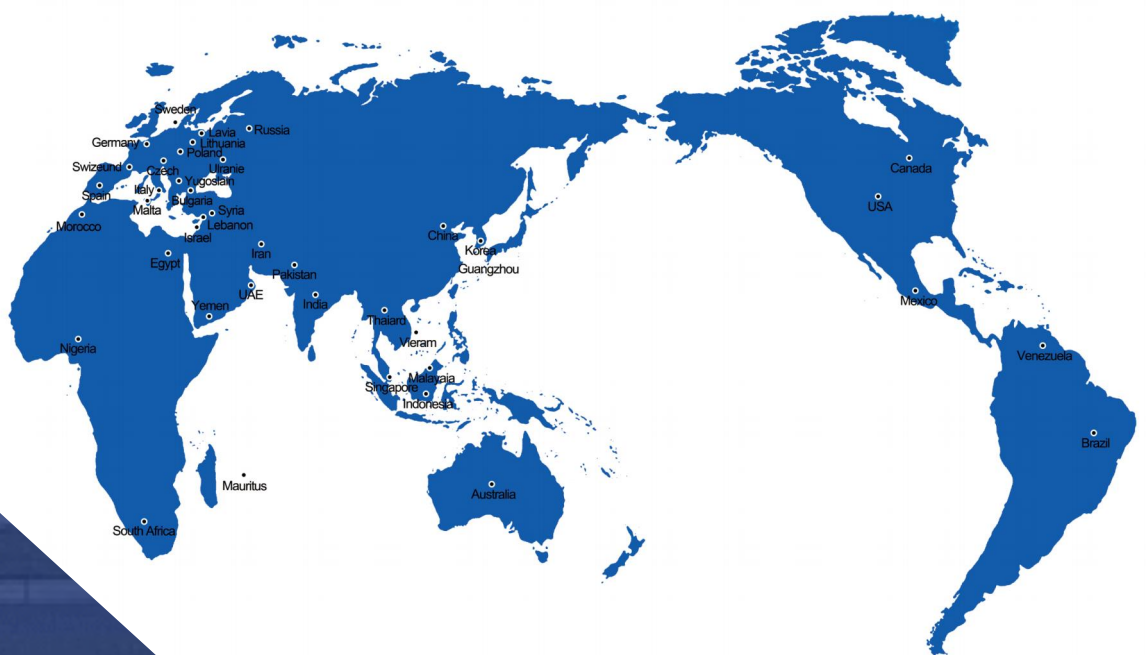 Sweden
Lavia
Russia
Germany
Lithuania
Poland
Swizeund
Czech
Ulranie
Yugoslain
Spain
Italy
Bulgaria
Malta
Syria
Morocco
Lebanon
Israel
China
Korea
Egypt
Iran
Guangzhou
Pakistan
UAE
Yemen
India
Thaiard
Vieram
Nigeria
Malayaia
Singapore
Indonesia
Mauritus
Australia
South Africa
Canada
USA
Mexico
Venezuela
Brazil